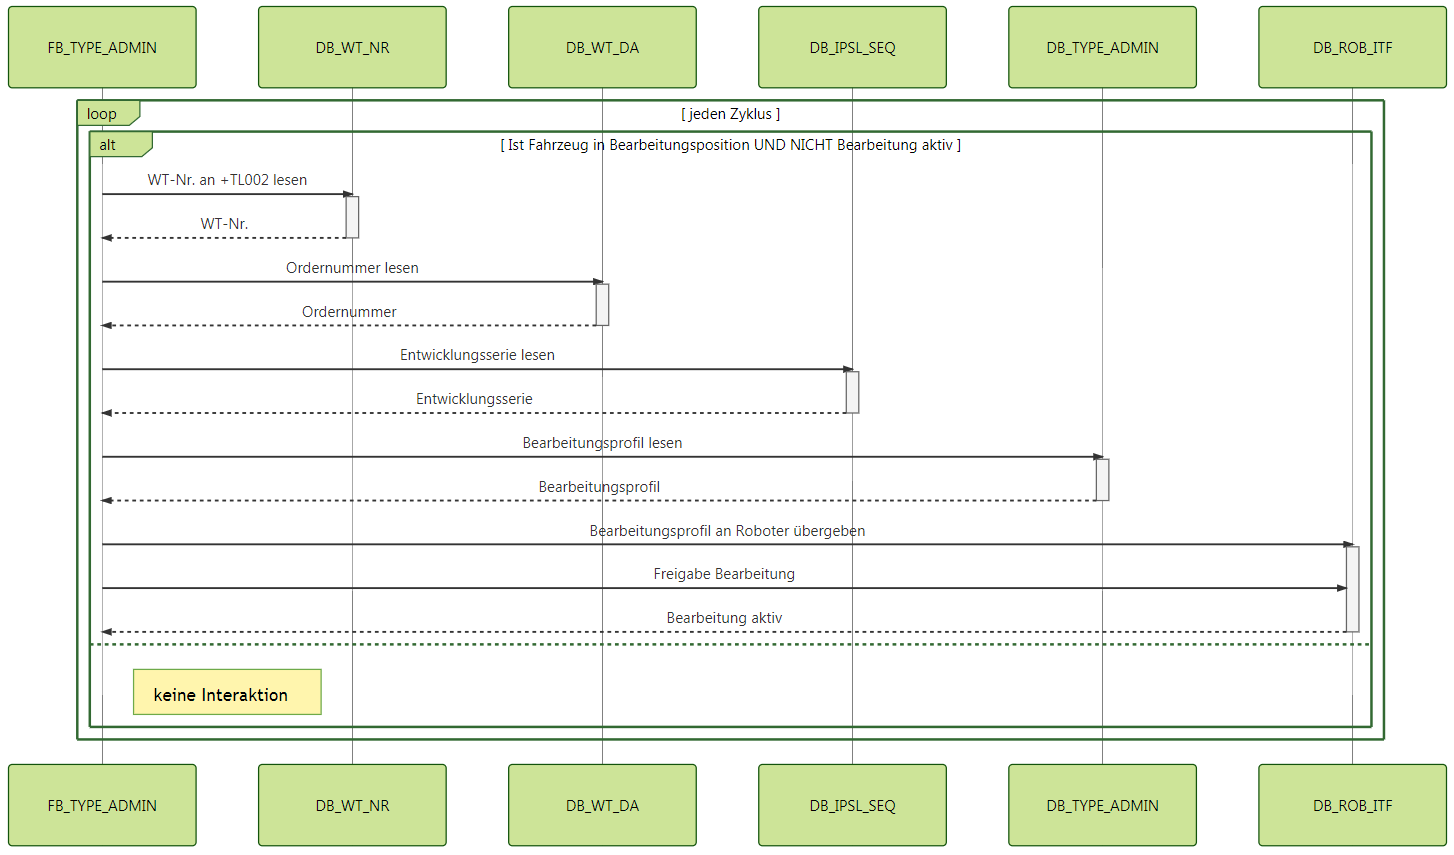 FB_TYPE_ADMIN
DB_WT_NR
DB_WT_DA
DB_IPSL_SEQ
DB_TYPE_ADMIN
DB_ROB_ITF
loop
[ jeden Zyklus ]
alt
[ Ist Fahrzeug in Bearbeitungsposition UND NICHT Bearbeitung aktiv ]
WT-Nr. an +TL002 lesen
WT-Nr.
Ordernummer lesen
Ordernummer
Entwicklungsserie lesen
Entwicklungsserie
Bearbeitungsprofil lesen
Bearbeitungsprofil
Bearbeitungsprofil an Roboter übergeben
Freigabe Bearbeitung
Bearbeitung aktiv
keine Interaktion
FB_TYPE_ADMIN
DB_WT_NR
DB_WT_DA
DB_IPSL_SEQ
DB_TYPE_ADMIN
DB_ROB_ITF